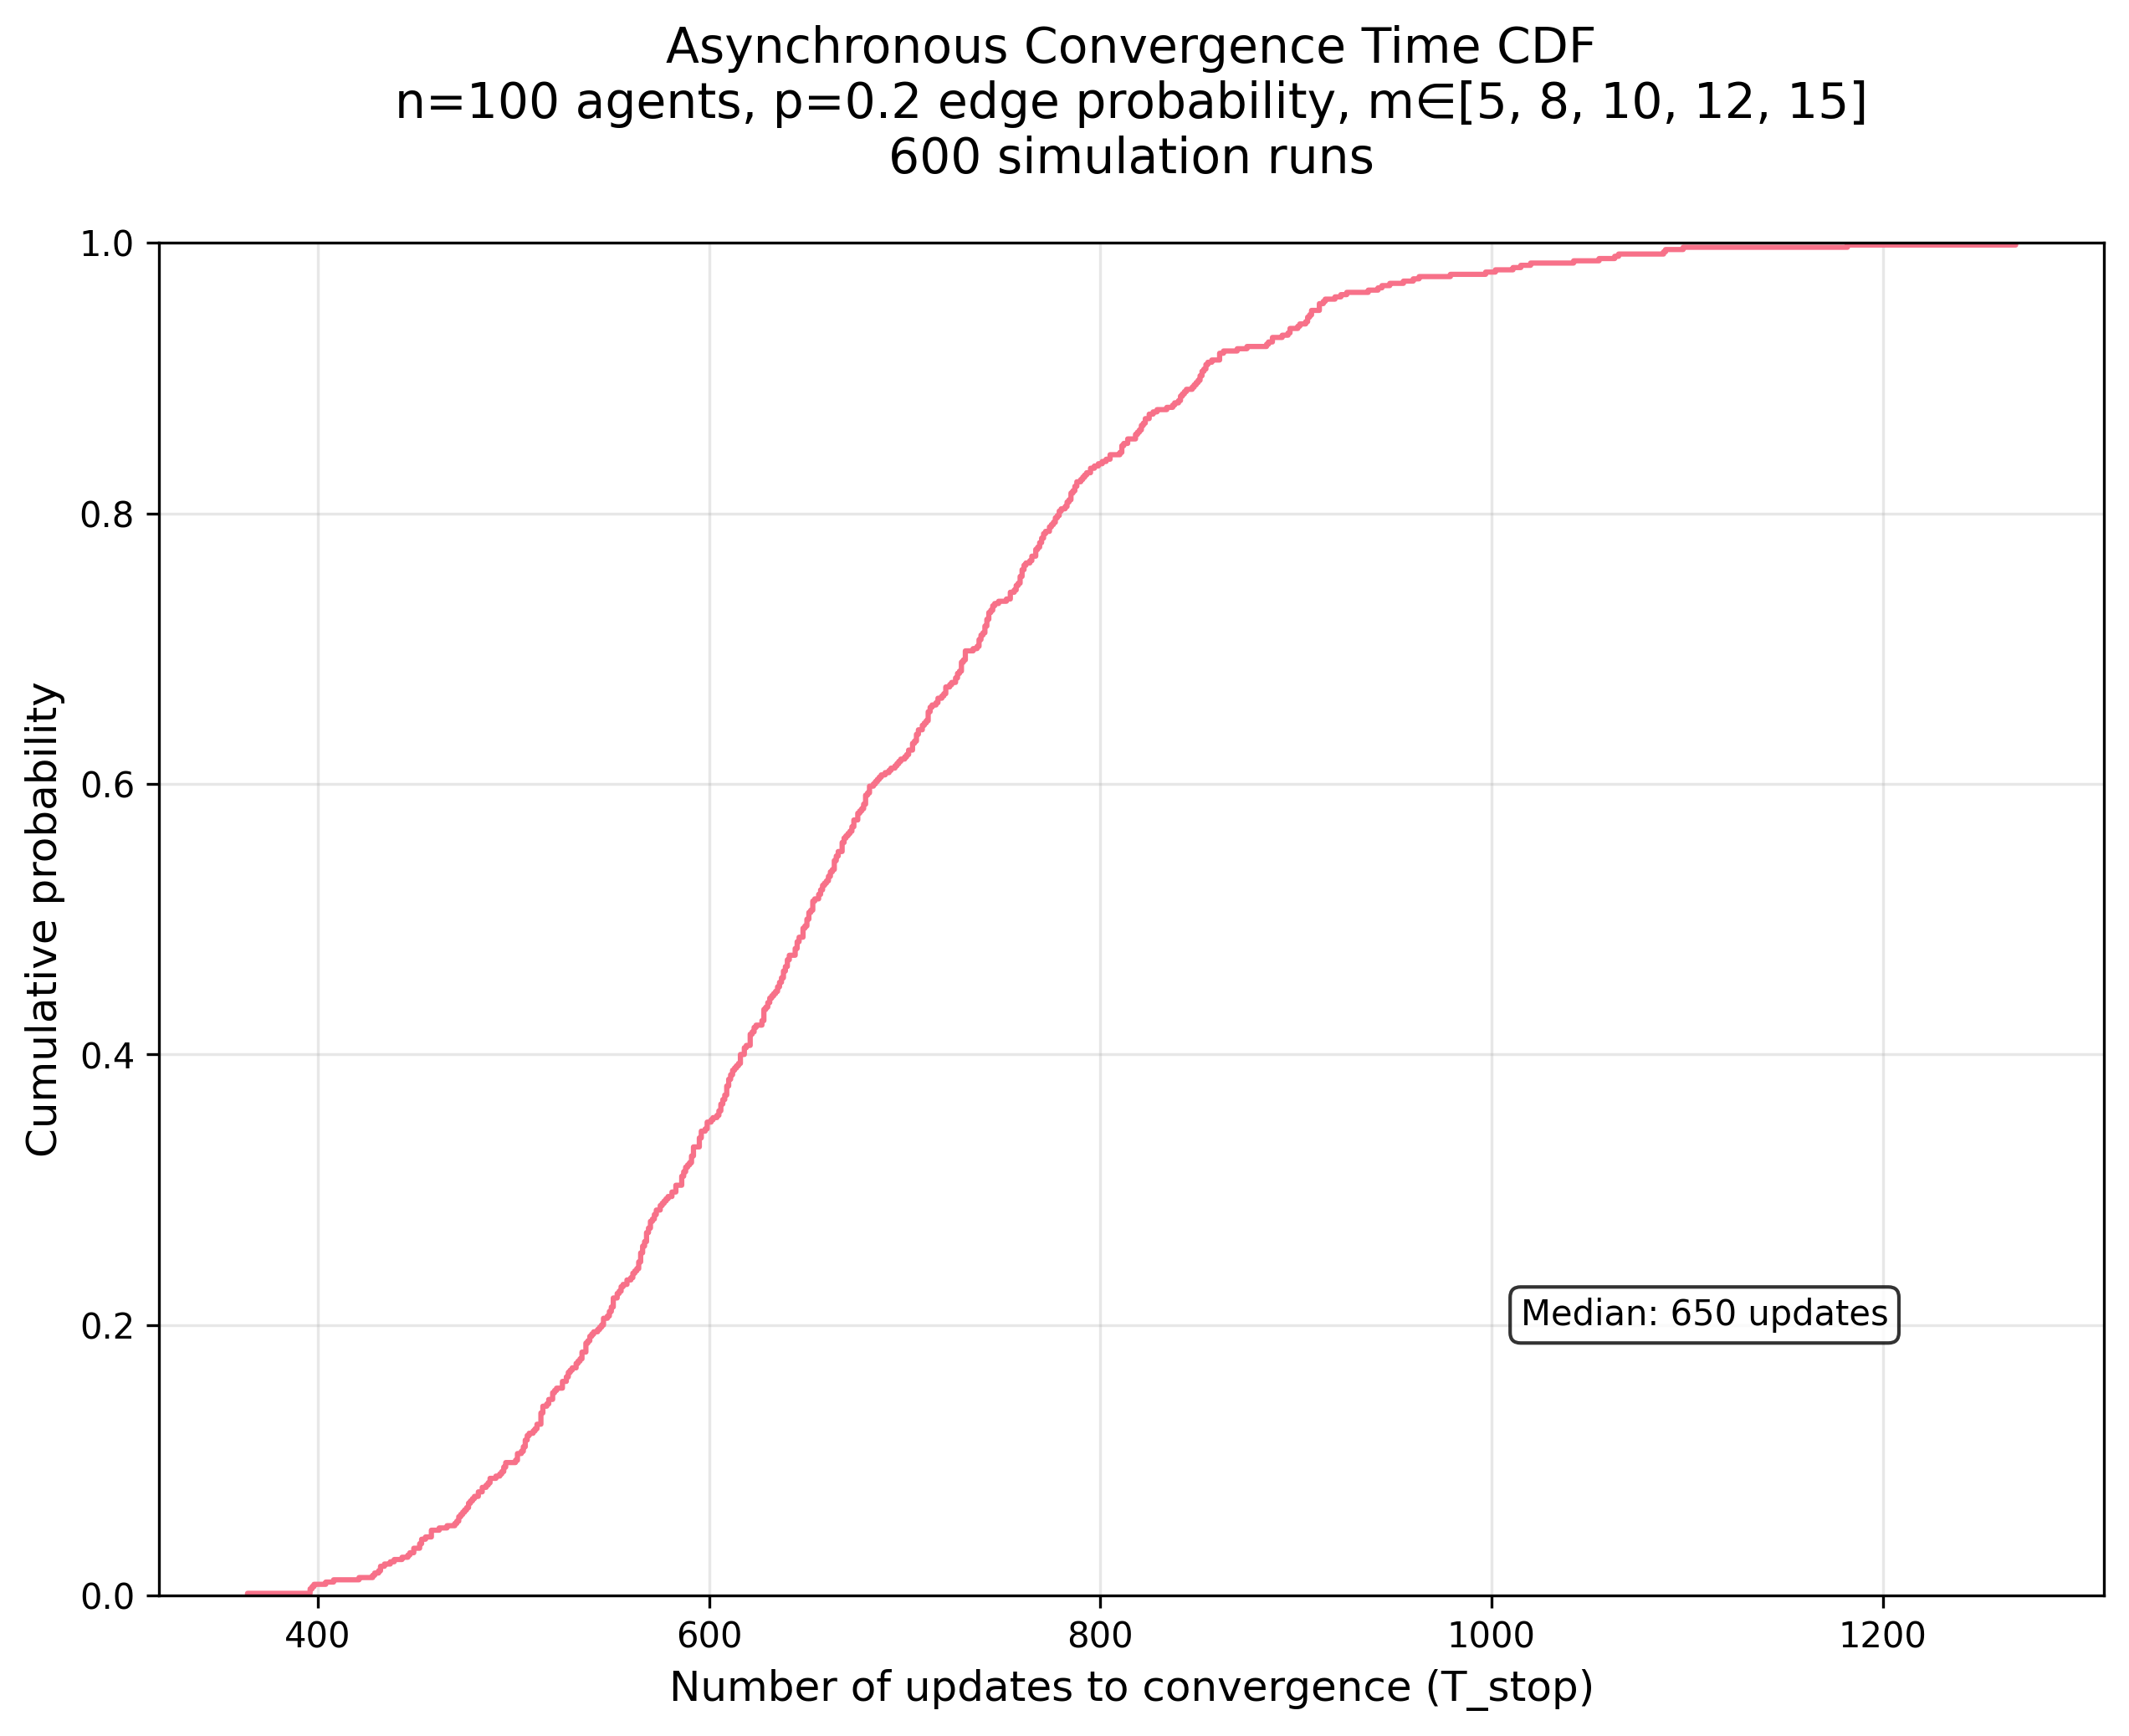 Asynchronous Convergence Time CDF
n=100 agents, p=0.2 edge probability, m∈[5, 8, 10, 12, 15]
600 simulation runs
1.0
0.8
0.6
0.4
0.2
0.0
Cumulative probability
Median: 650 updates
400 600 800 1000 1200
Number of updates to convergence (T_stop)